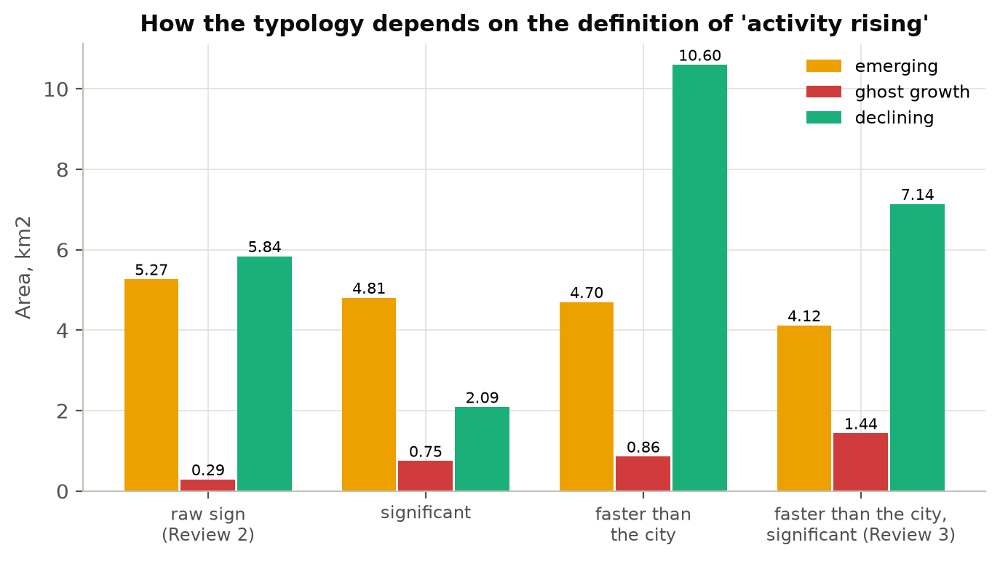 How the typology depends on the definition of 'activity rising'
emerging
ghost growth
declining
Area, km2
10
8
6
4
2
0
5.27
0.29
5.84
4.81
0.75
2.09
4.70
0.86
10.60
4.12
1.44
7.14
raw sign
(Review 2)
significant
faster than
the city
faster than the city,
significant (Review 3)